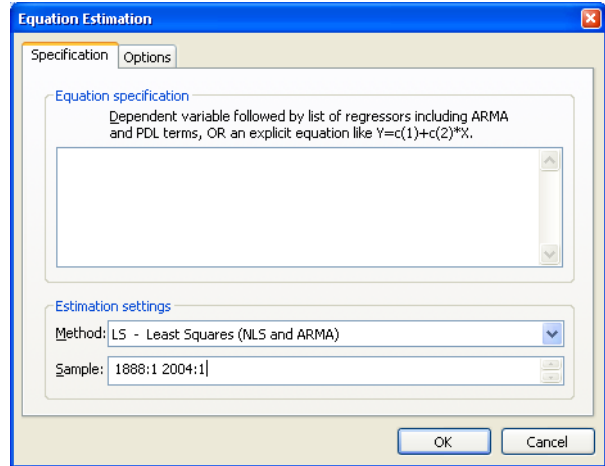 Equation Estimation
Specification
Options
Equation specification
Dependent variable followed by list of regressors including ARMA
and PDL terms, OR an explicit equation like Y=c(1)+c(2)*X.
Estimation settings
Method: LS - Least Squares (NLS and ARMA)
Sample: 1888:1 2004:1
OK
Cancel